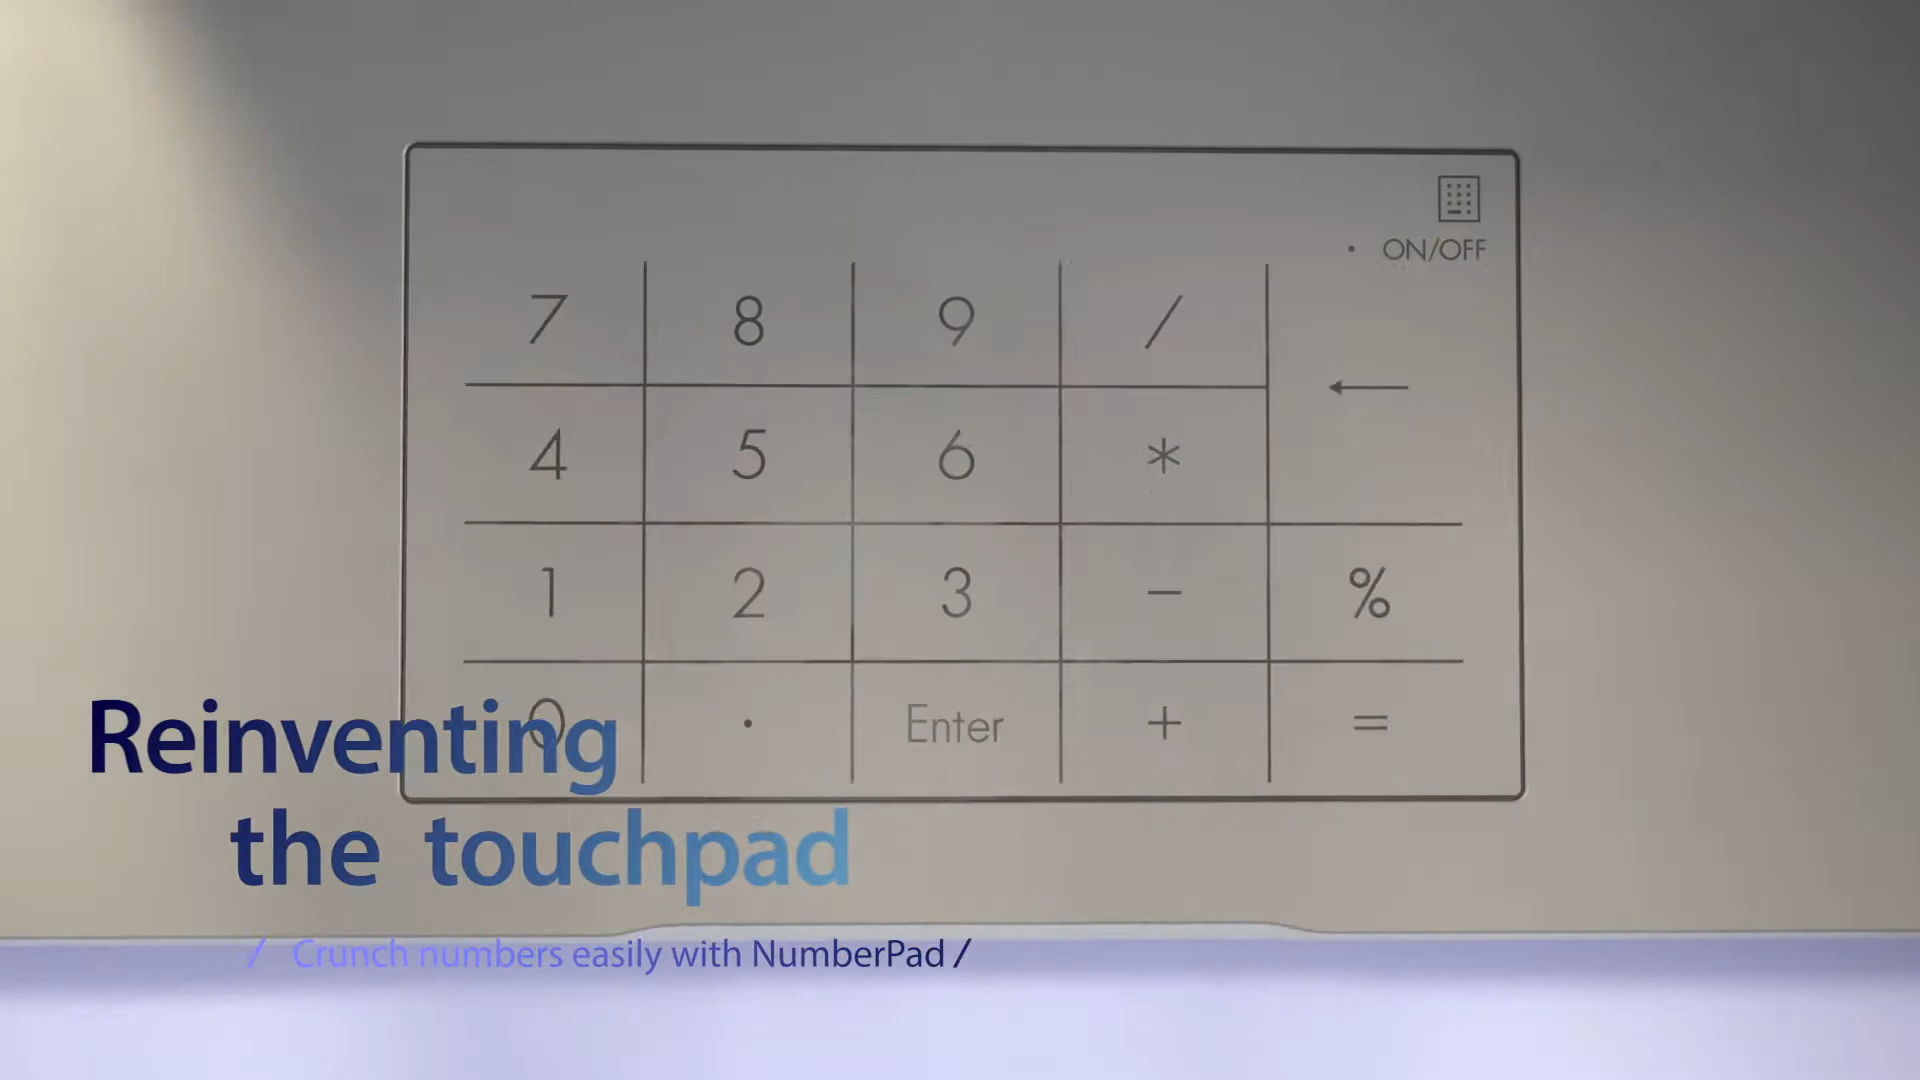 ON/OFF
7 8 9 / ←
4 5 6 *
1 2 3 − %
0 . Enter + =
Reinventing
the touchpad
/ Crunch numbers easily with NumberPad /